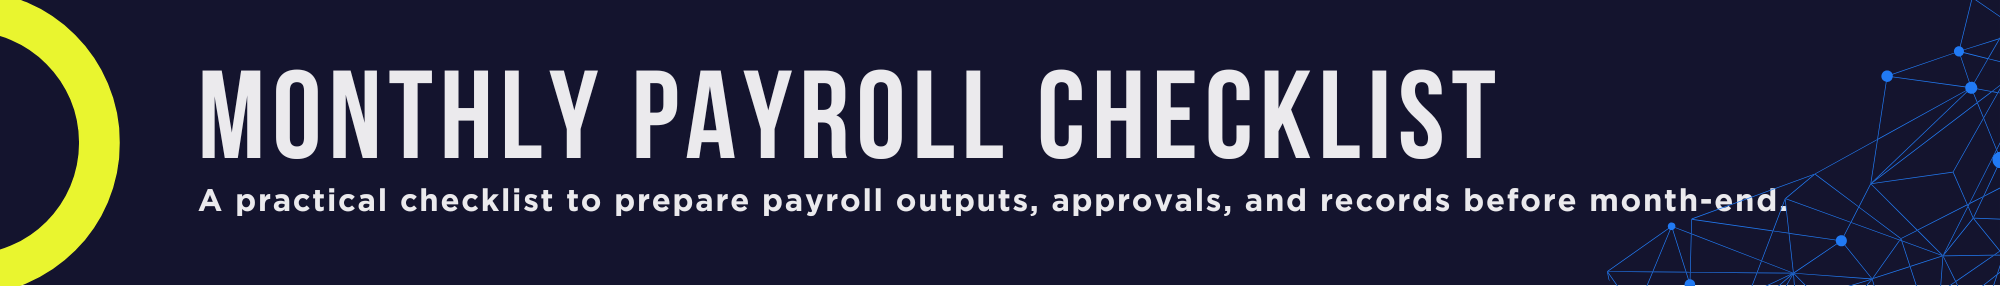 MONTHLY PAYROLL CHECKLIST
A practical checklist to prepare payroll outputs, approvals, and records before month-end.